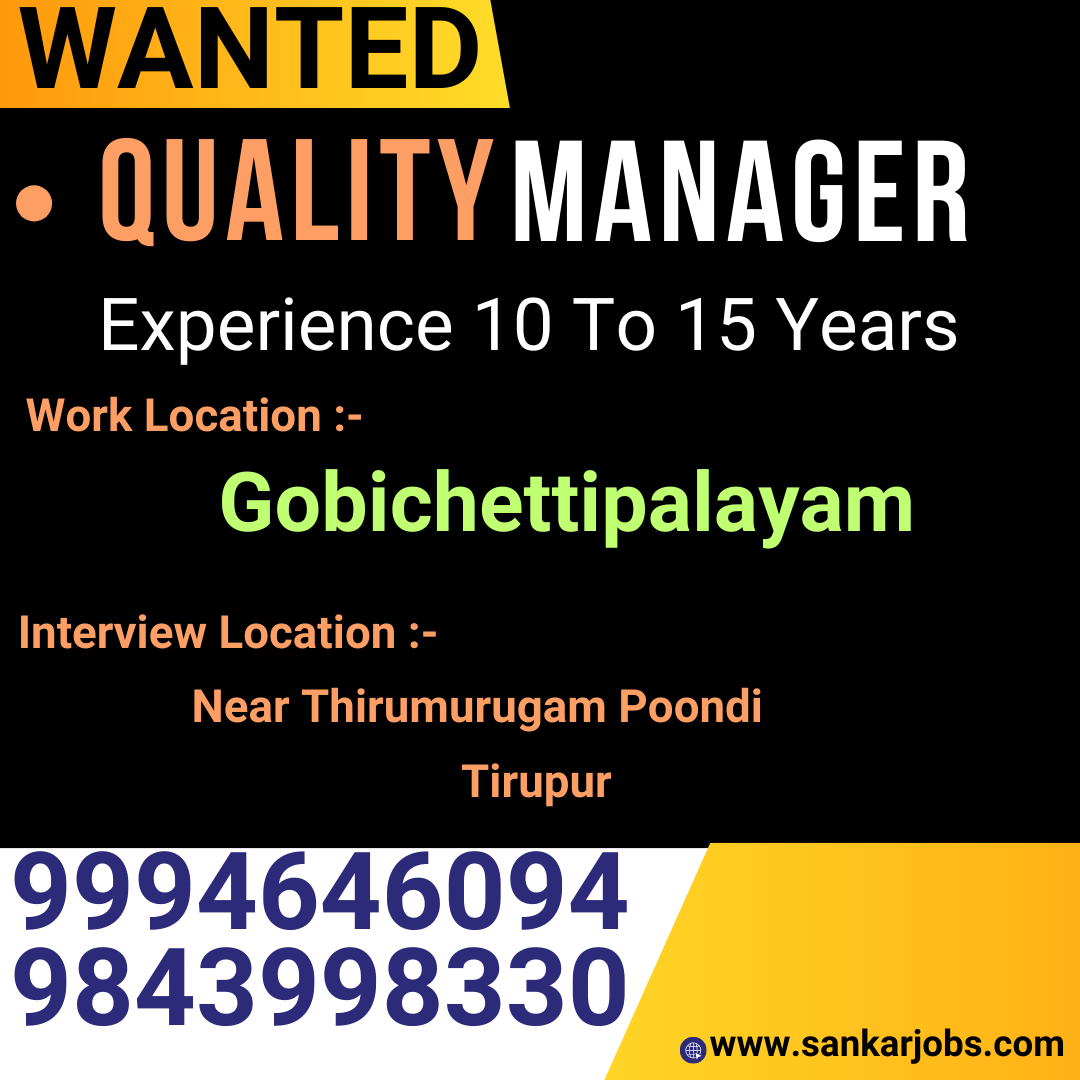 WANTED
• QUALITY MANAGER
Experience 10 To 15 Years
Work Location :-
Gobichettipalayam
Interview Location :-
Near Thirumurugam Poondi
Tirupur
9994646094
9843998330
www.sankarjobs.com